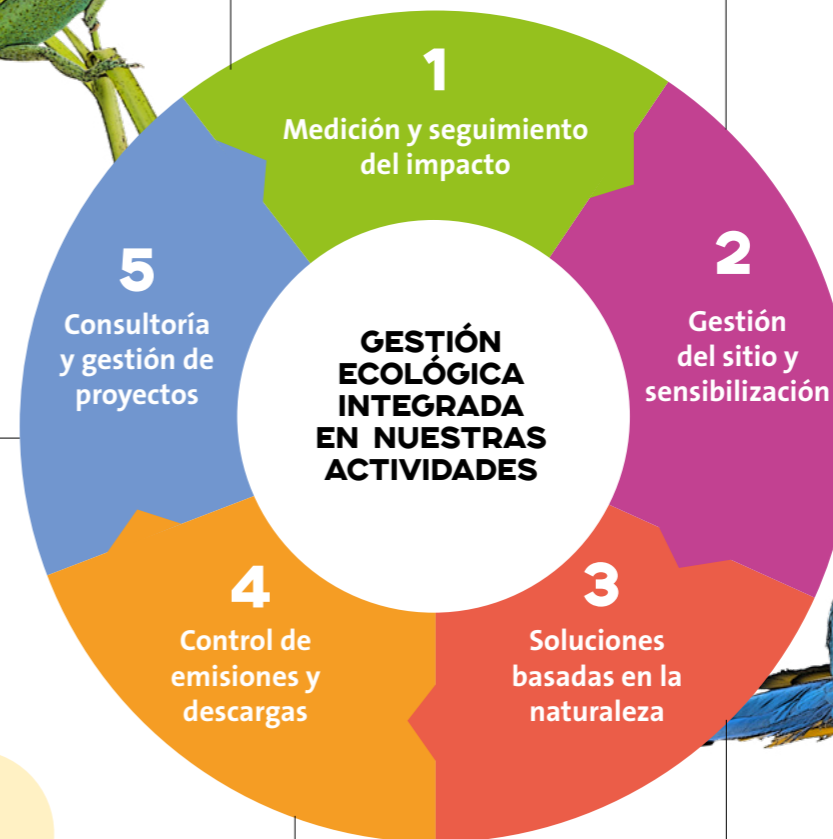 1
Medición y seguimiento
del impacto
2
Gestión
del sitio y
sensibilización
3
Soluciones
basadas en la
naturaleza
4
Control de
emisiones y
descargas
5
Consultoría
y gestión de
proyectos
GESTIÓN
ECOLÓGICA
INTEGRADA
EN NUESTRAS
ACTIVIDADES